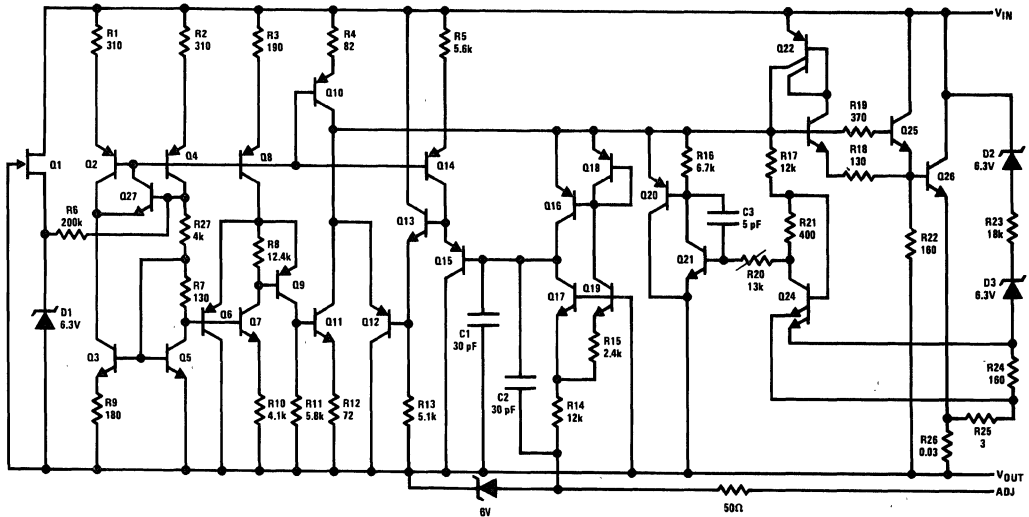 VIN
R1
310
R2
310
R3
190
R4
82
R5
5.6k
Q22
Q10
R19
370
Q25
R18
130
Q1
Q2
Q4
Q8
Q14
Q18
R16
6.7k
R17
12k
Q26
D2
6.3V
Q27
Q16
Q20
C3
5 pF
R21
400
R6
200k
R27
4k
Q13
R22
160
R23
18k
R8
12.4k
Q15
Q21
R20
13k
R7
130
Q9
Q17
Q19
Q24
D3
6.3V
D1
6.3V
Q6
Q7
Q11
Q12
C1
30 pF
R15
2.4k
Q3
Q5
C2
30 pF
R24
160
R9
180
R10
4.1k
R11
5.8k
R12
72
R13
5.1k
R14
12k
R26
0.03
R25
3
VOUT
ADJ
6V
50Ω